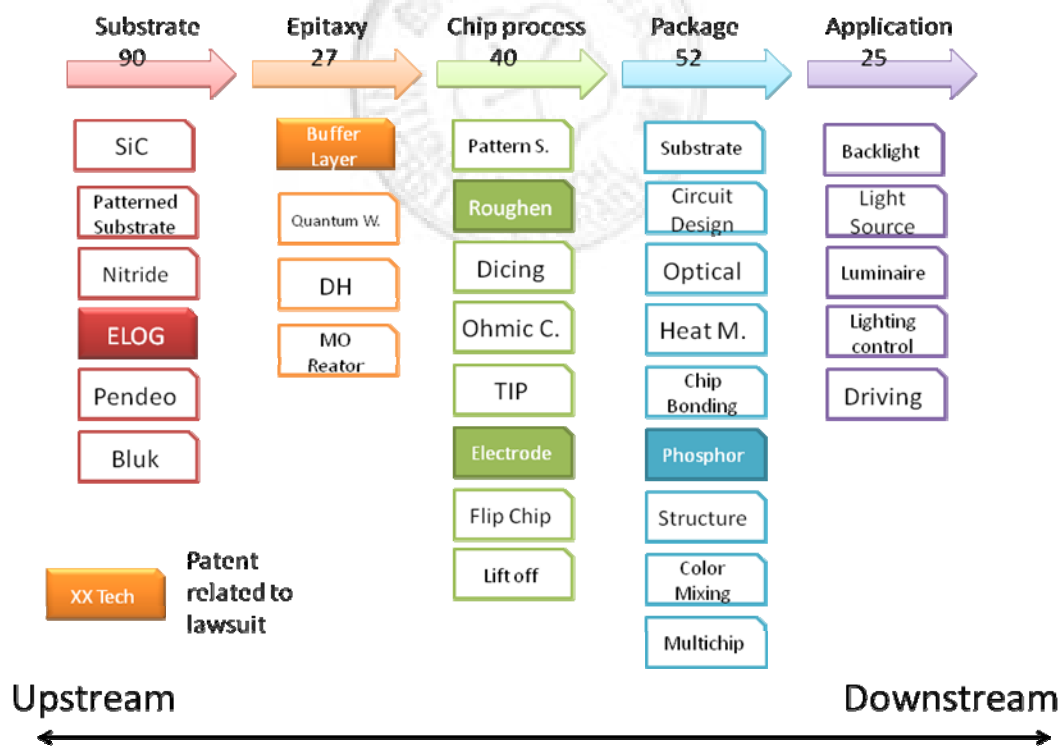 Substrate
90
Epitaxy
27
Chip process
40
Package
52
Application
25
SiC
Patterned
Substrate
Nitride
ELOG
Pendeo
Bluk
Buffer
Layer
Quantum W.
DH
MO
Reator
Pattern S.
Roughen
Dicing
Ohmic C.
TIP
Electrode
Flip Chip
Lift off
Substrate
Circuit
Design
Optical
Heat M.
Chip
Bonding
Phosphor
Structure
Color
Mixing
Multichip
Backlight
Light
Source
Luminaire
Lighting
control
Driving
XX Tech
Patent
related to
lawsuit
Upstream
Downstream